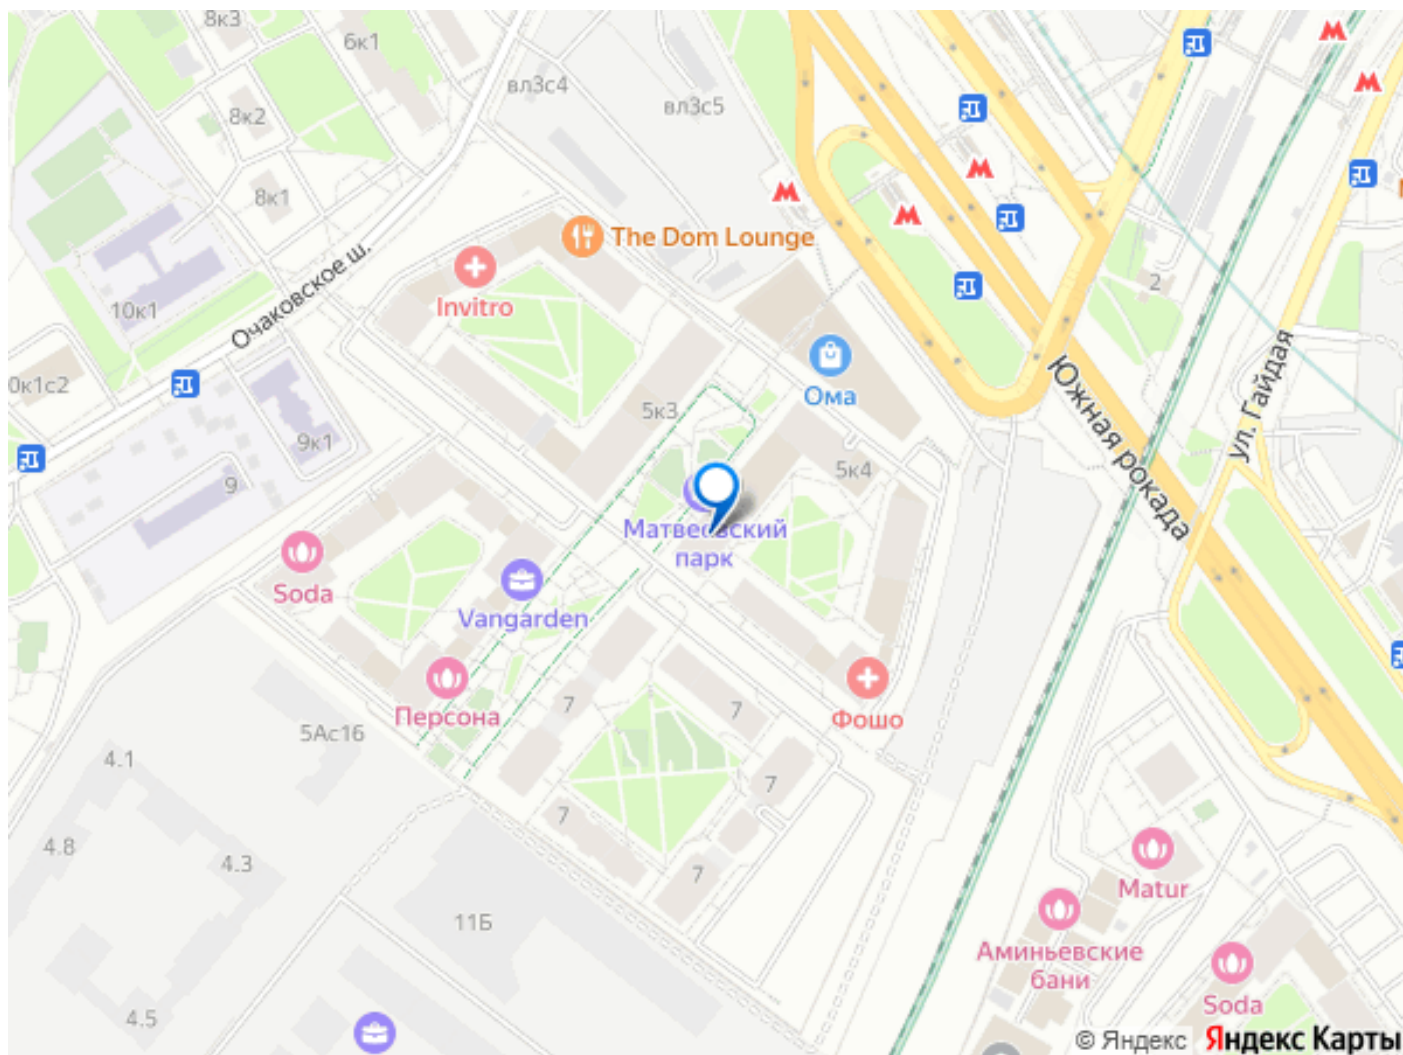 8к3
6к1
вл3с4
вл3с5
8к2
8к1
The Dom Lounge
Invitro
10к1
Очаковское ш.
2
0к1с2
Ома
5к3
9к1
5к4
9
Южная рокада
ул. Гайдая
Матвеевский
парк
Soda
Vangarden
Персона
7
7
Фошо
5Ас16
4.1
7
7
4.8
4.3
7
11Б
Matur
Аминьевские
бани
Soda
4.5
© Яндекс Яндекс Карты